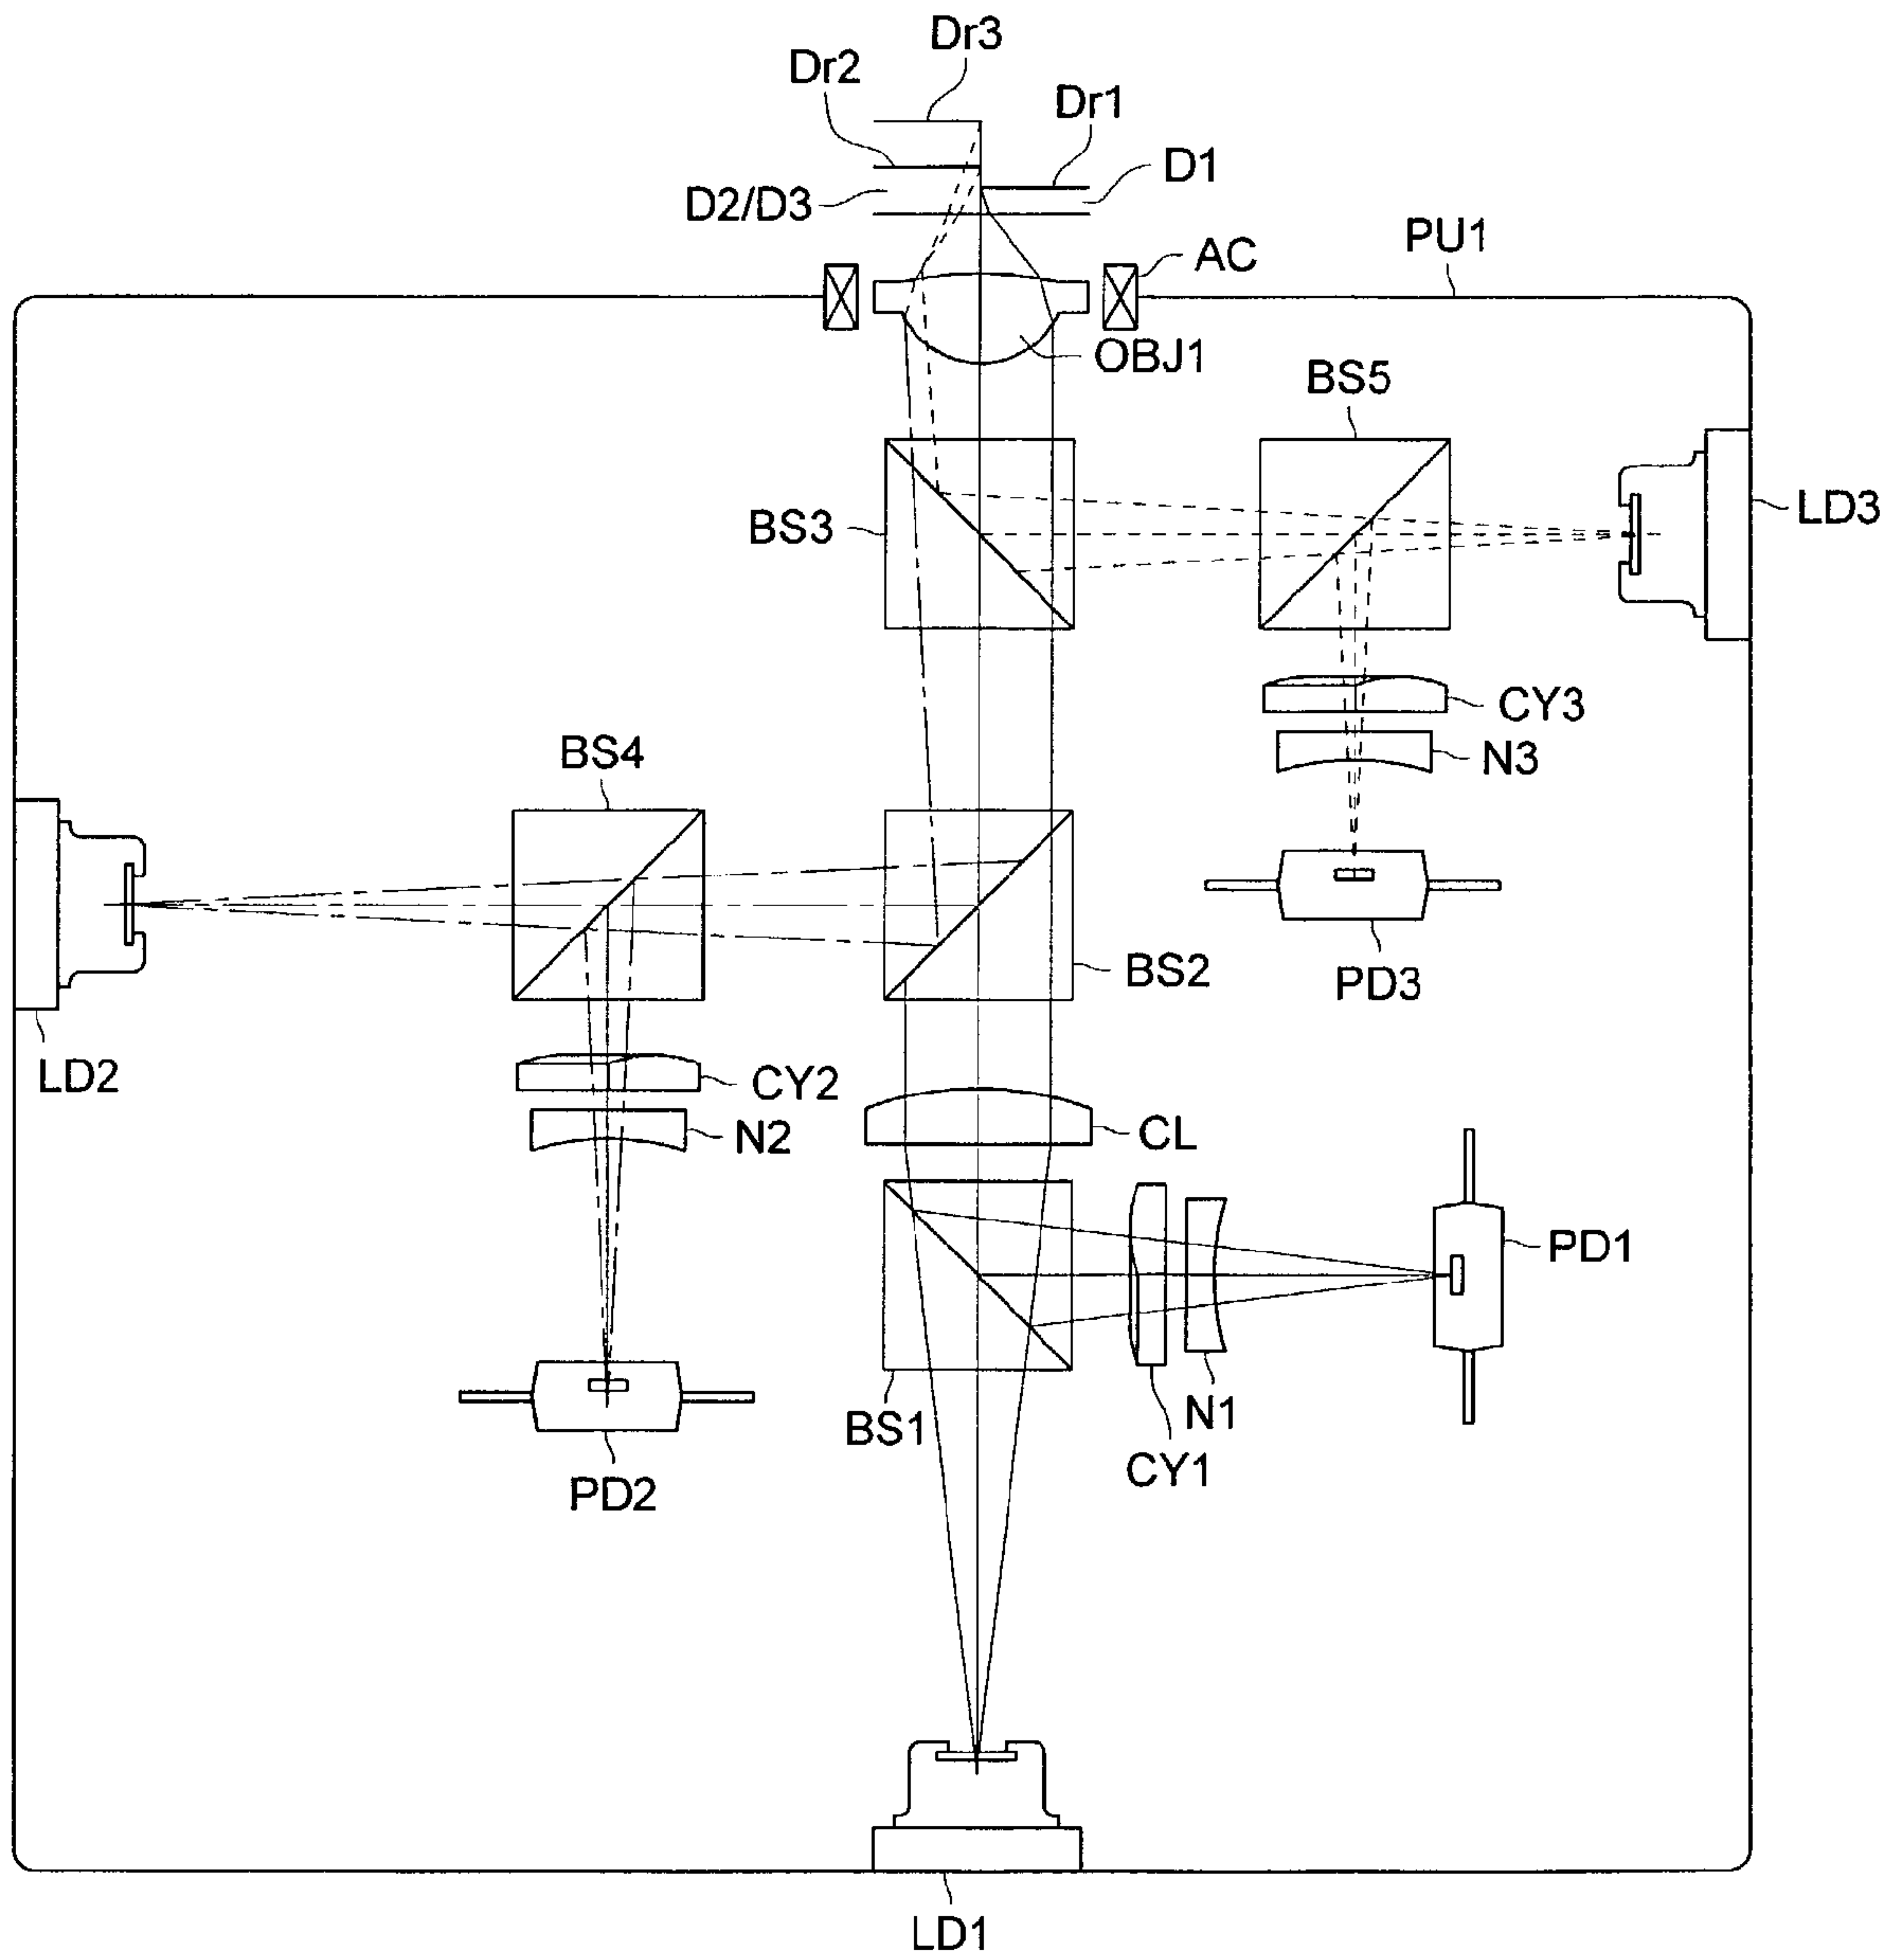 Dr3
Dr2
Dr1
D1
D2/D3
PU1
AC
OBJ1
BS5
BS3
LD3
CY3
BS4
N3
BS2
PD3
LD2
CY2
CL
N2
PD1
BS1
N1
CY1
PD2
LD1